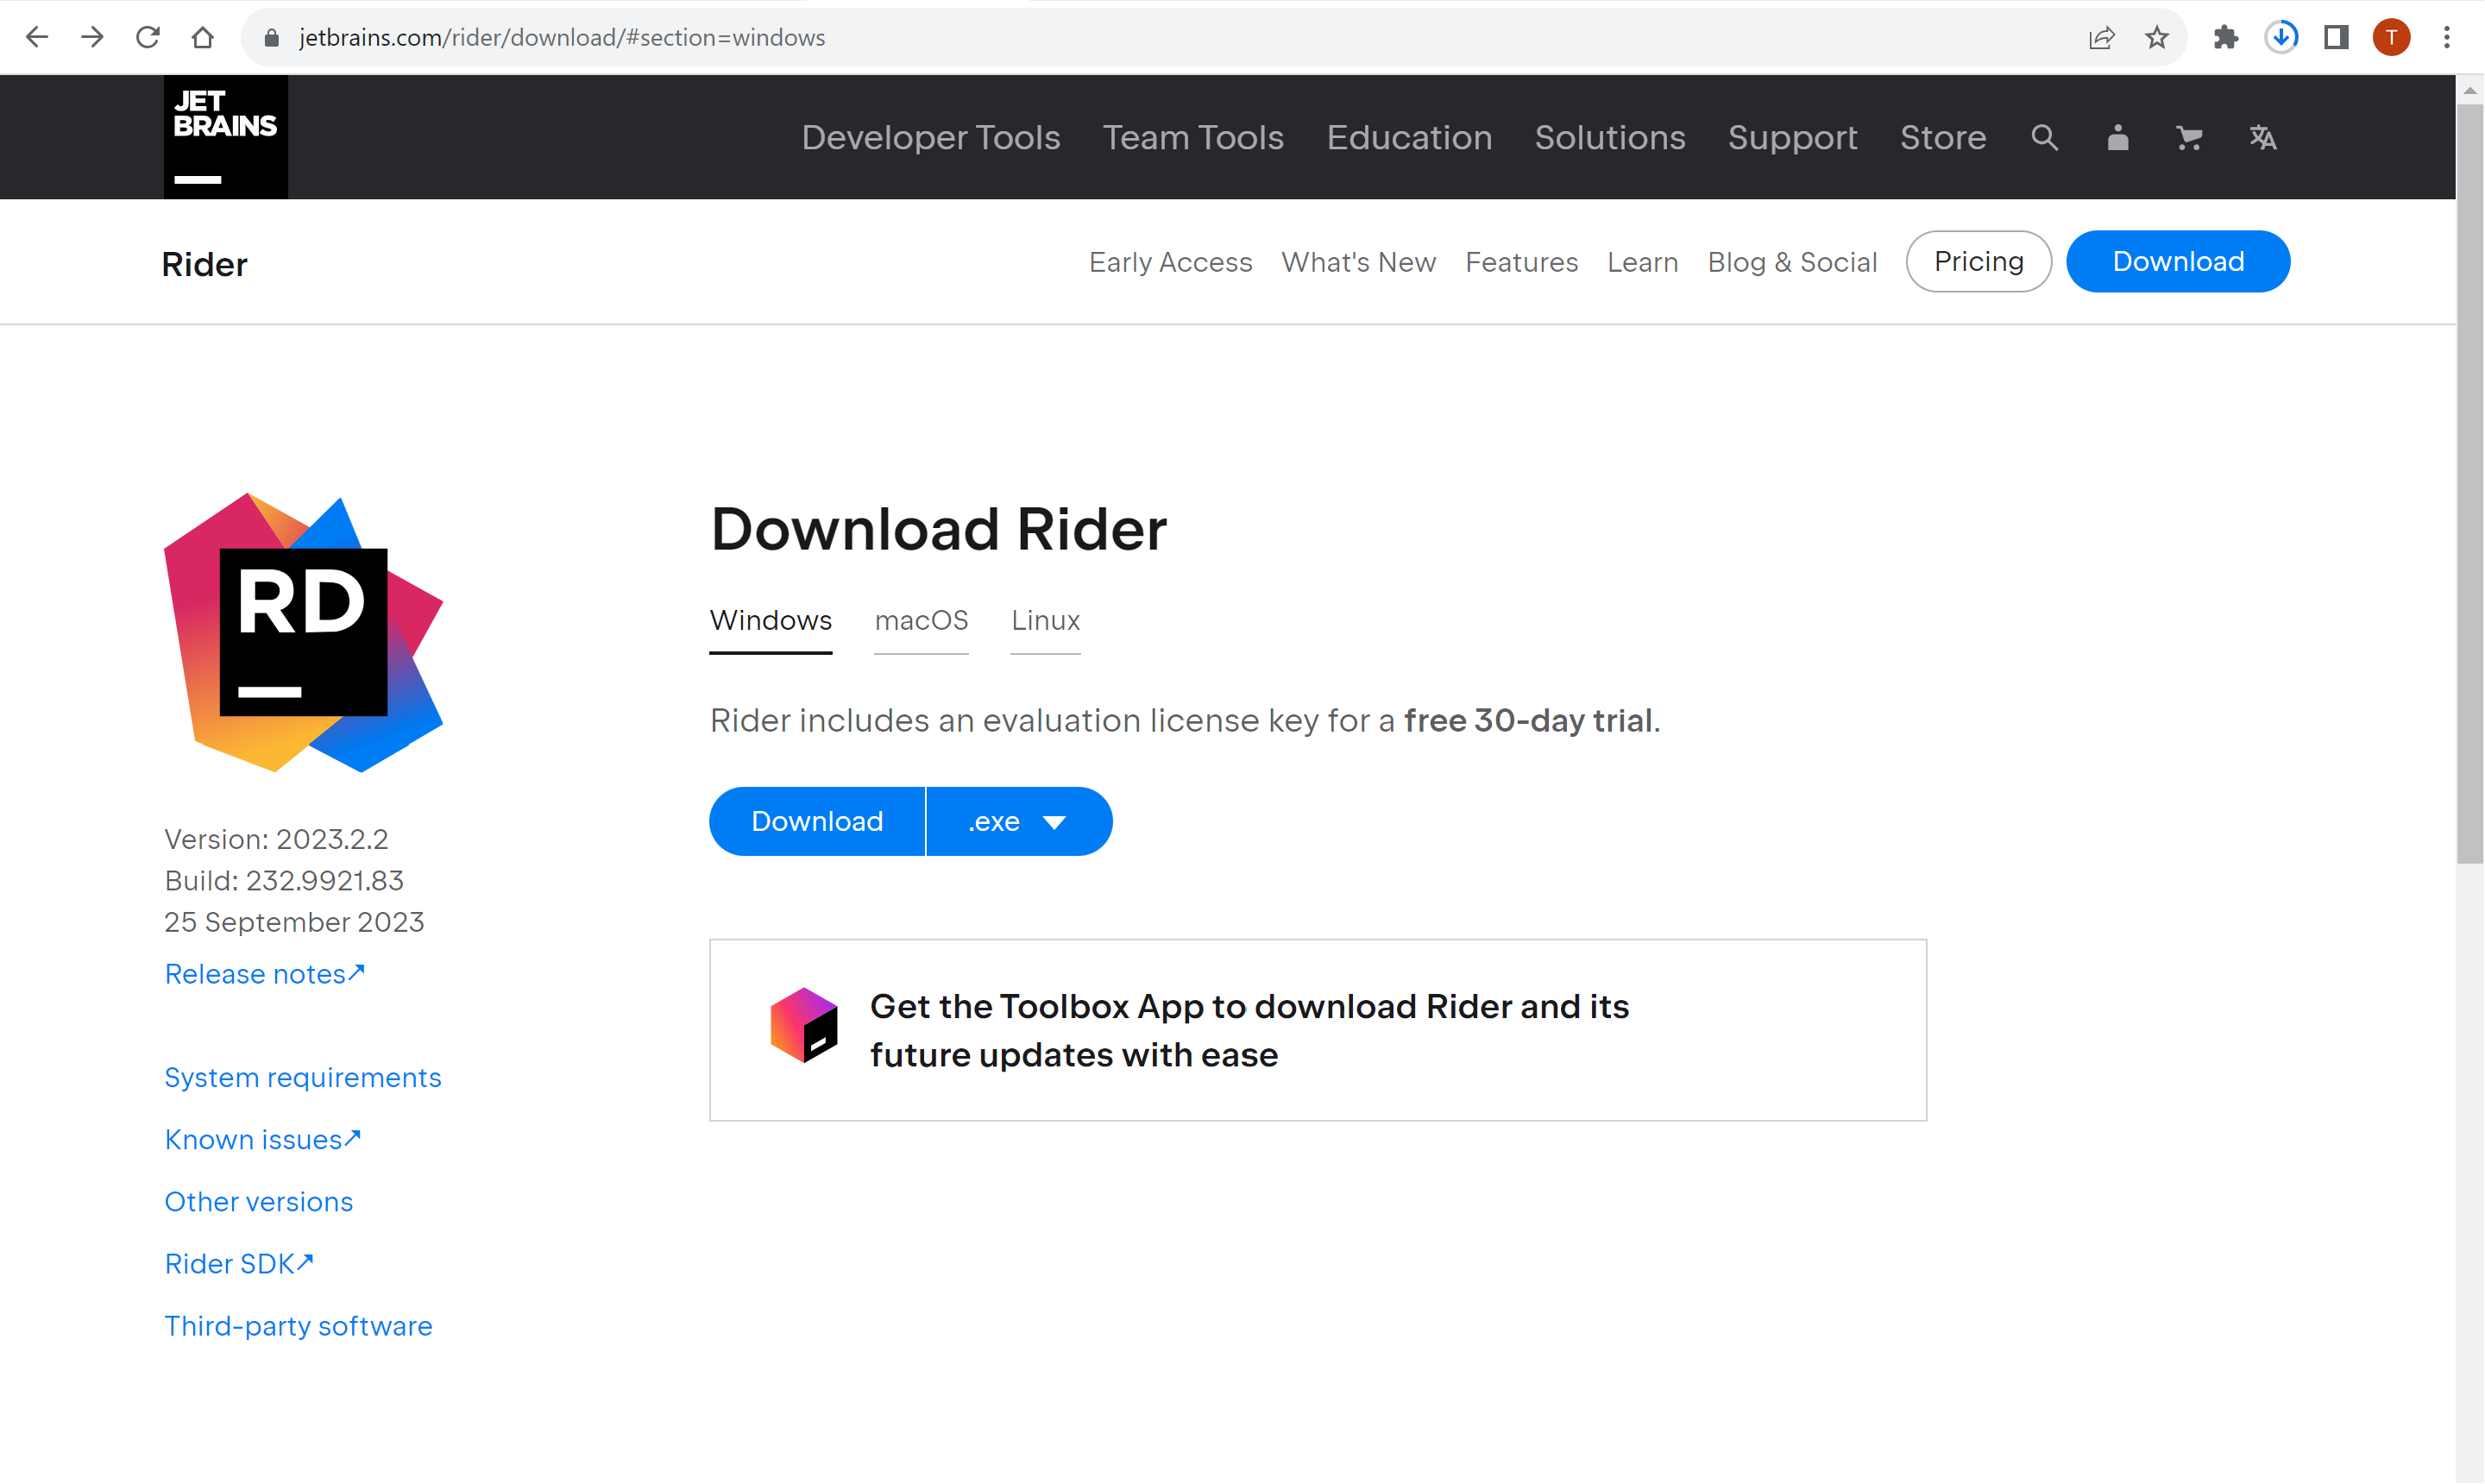 jetbrains.com/rider/download/#section=windows
T
JET
BRAINS
Developer Tools Team Tools Education Solutions Support Store
Rider
Early Access What's New Features Learn Blog & Social Pricing Download
RD
Download Rider
Windows macOS Linux
Rider includes an evaluation license key for a free 30-day trial.
Download .exe
Version: 2023.2.2
Build: 232.9921.83
25 September 2023
Release notes↗
Get the Toolbox App to download Rider and its
future updates with ease
System requirements
Known issues↗
Other versions
Rider SDK↗
Third-party software